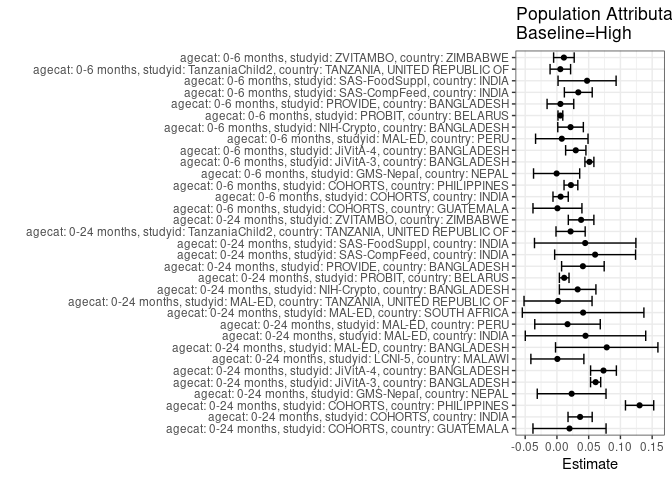 Population Attributa
Baseline=High
agecat: 0-6 months, studyid: ZVITAMBO, country: ZIMBABWE
agecat: 0-6 months, studyid: TanzaniaChild2, country: TANZANIA, UNITED REPUBLIC OF
agecat: 0-6 months, studyid: SAS-FoodSuppl, country: INDIA
agecat: 0-6 months, studyid: SAS-CompFeed, country: INDIA
agecat: 0-6 months, studyid: PROVIDE, country: BANGLADESH
agecat: 0-6 months, studyid: PROBIT, country: BELARUS
agecat: 0-6 months, studyid: NIH-Crypto, country: BANGLADESH
agecat: 0-6 months, studyid: MAL-ED, country: PERU
agecat: 0-6 months, studyid: JiVitA-4, country: BANGLADESH
agecat: 0-6 months, studyid: JiVitA-3, country: BANGLADESH
agecat: 0-6 months, studyid: GMS-Nepal, country: NEPAL
agecat: 0-6 months, studyid: COHORTS, country: PHILIPPINES
agecat: 0-6 months, studyid: COHORTS, country: INDIA
agecat: 0-6 months, studyid: COHORTS, country: GUATEMALA
agecat: 0-24 months, studyid: ZVITAMBO, country: ZIMBABWE
agecat: 0-24 months, studyid: TanzaniaChild2, country: TANZANIA, UNITED REPUBLIC OF
agecat: 0-24 months, studyid: SAS-FoodSuppl, country: INDIA
agecat: 0-24 months, studyid: SAS-CompFeed, country: INDIA
agecat: 0-24 months, studyid: PROVIDE, country: BANGLADESH
agecat: 0-24 months, studyid: PROBIT, country: BELARUS
agecat: 0-24 months, studyid: NIH-Crypto, country: BANGLADESH
agecat: 0-24 months, studyid: MAL-ED, country: TANZANIA, UNITED REPUBLIC OF
agecat: 0-24 months, studyid: MAL-ED, country: SOUTH AFRICA
agecat: 0-24 months, studyid: MAL-ED, country: PERU
agecat: 0-24 months, studyid: MAL-ED, country: INDIA
agecat: 0-24 months, studyid: MAL-ED, country: BANGLADESH
agecat: 0-24 months, studyid: LCNI-5, country: MALAWI
agecat: 0-24 months, studyid: JiVitA-4, country: BANGLADESH
agecat: 0-24 months, studyid: JiVitA-3, country: BANGLADESH
agecat: 0-24 months, studyid: GMS-Nepal, country: NEPAL
agecat: 0-24 months, studyid: COHORTS, country: PHILIPPINES
agecat: 0-24 months, studyid: COHORTS, country: INDIA
agecat: 0-24 months, studyid: COHORTS, country: GUATEMALA
-0.05 0.00 0.05 0.10 0.15
Estimate